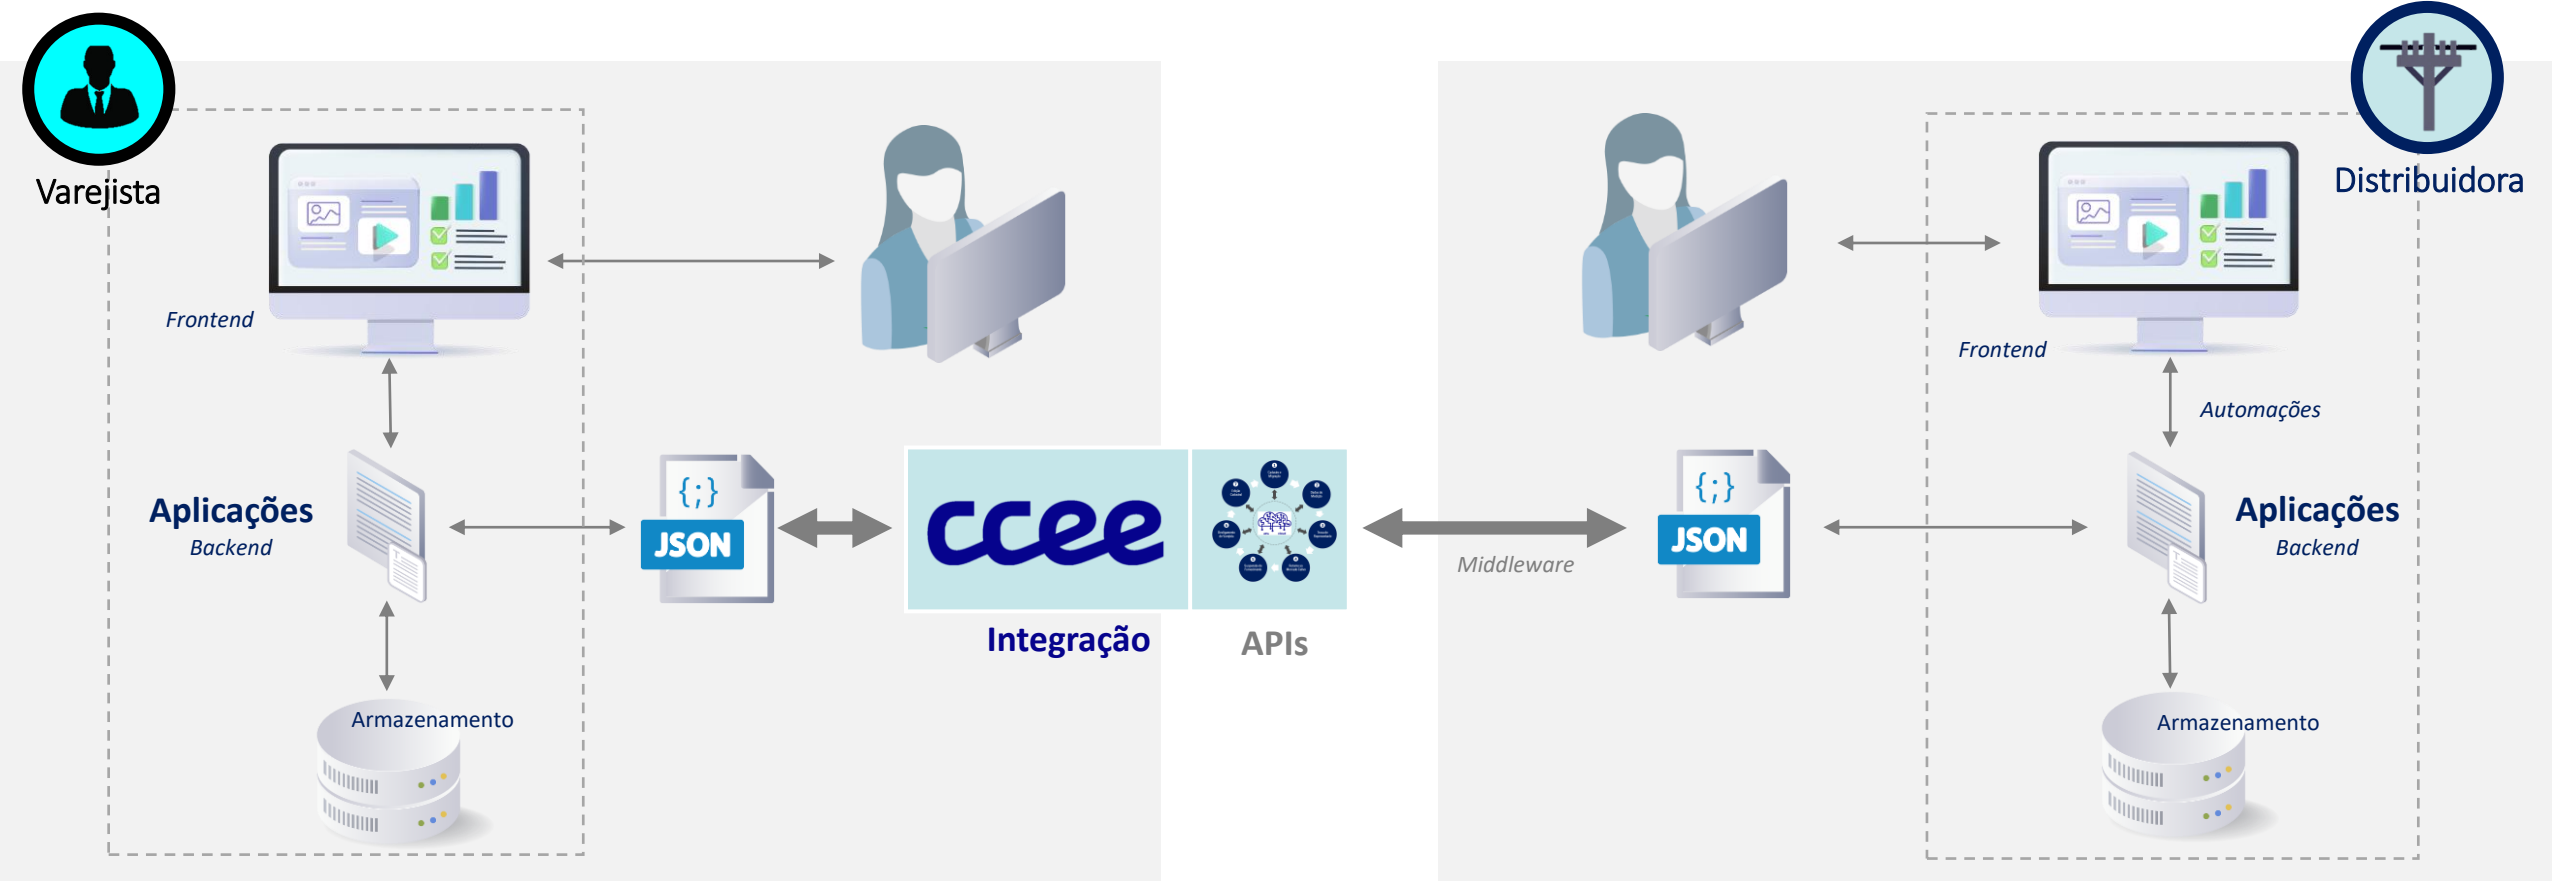 Varejista
Frontend
Aplicações
Backend
Armazenamento
{;}
JSON
ccee
Integração
APIs
Middleware
{;}
JSON
Distribuidora
Frontend
Automações
Aplicações
Backend
Armazenamento